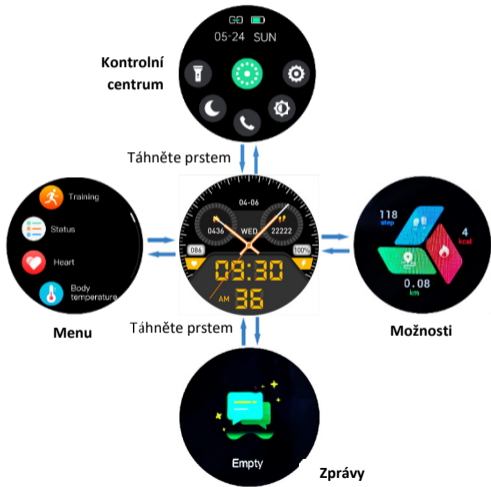 05-24 SUN
Kontrolní
centrum
Táhněte prstem
Training
Status
Heart
Body
temperature
Menu
04-06
0436 WED 22222
086 100%
09:30
AM 36
118
step
4
kcal
0.08
km
Možnosti
Táhněte prstem
Empty
Zprávy